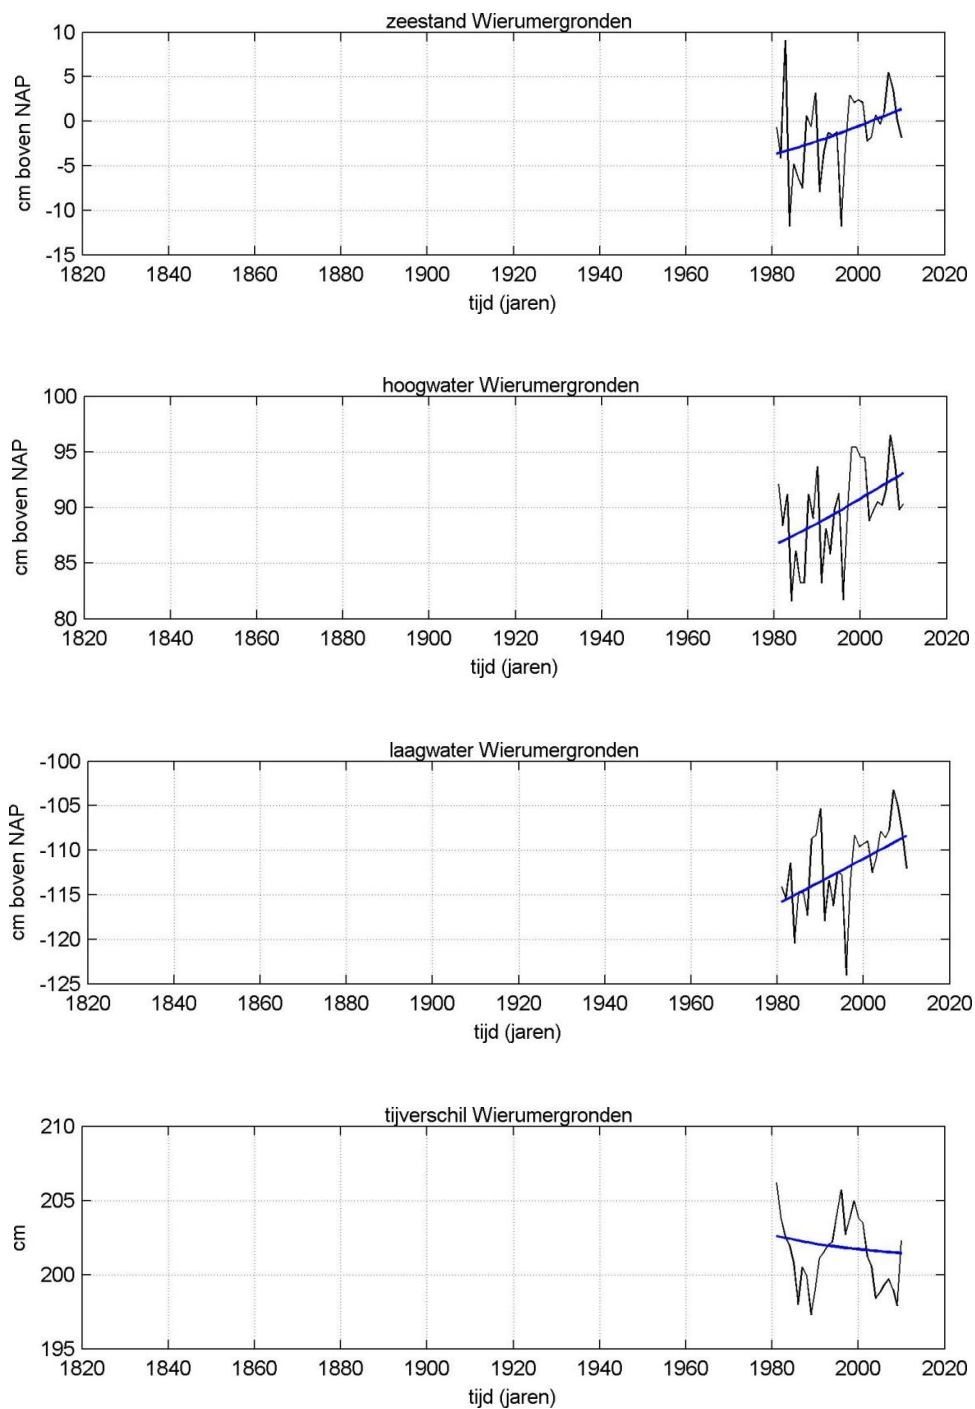 zeestand Wierumergronden
10
5
0
-5
-10
-15
cm boven NAP
1820 1840 1860 1880 1900 1920 1940 1960 1980 2000 2020
tijd (jaren)
hoogwater Wierumergronden
100
95
90
85
80
cm boven NAP
1820 1840 1860 1880 1900 1920 1940 1960 1980 2000 2020
tijd (jaren)
laagwater Wierumergronden
-100
-105
-110
-115
-120
-125
cm boven NAP
1820 1840 1860 1880 1900 1920 1940 1960 1980 2000 2020
tijd (jaren)
tijverschil Wierumergronden
210
205
200
195
cm
1820 1840 1860 1880 1900 1920 1940 1960 1980 2000 2020
tijd (jaren)